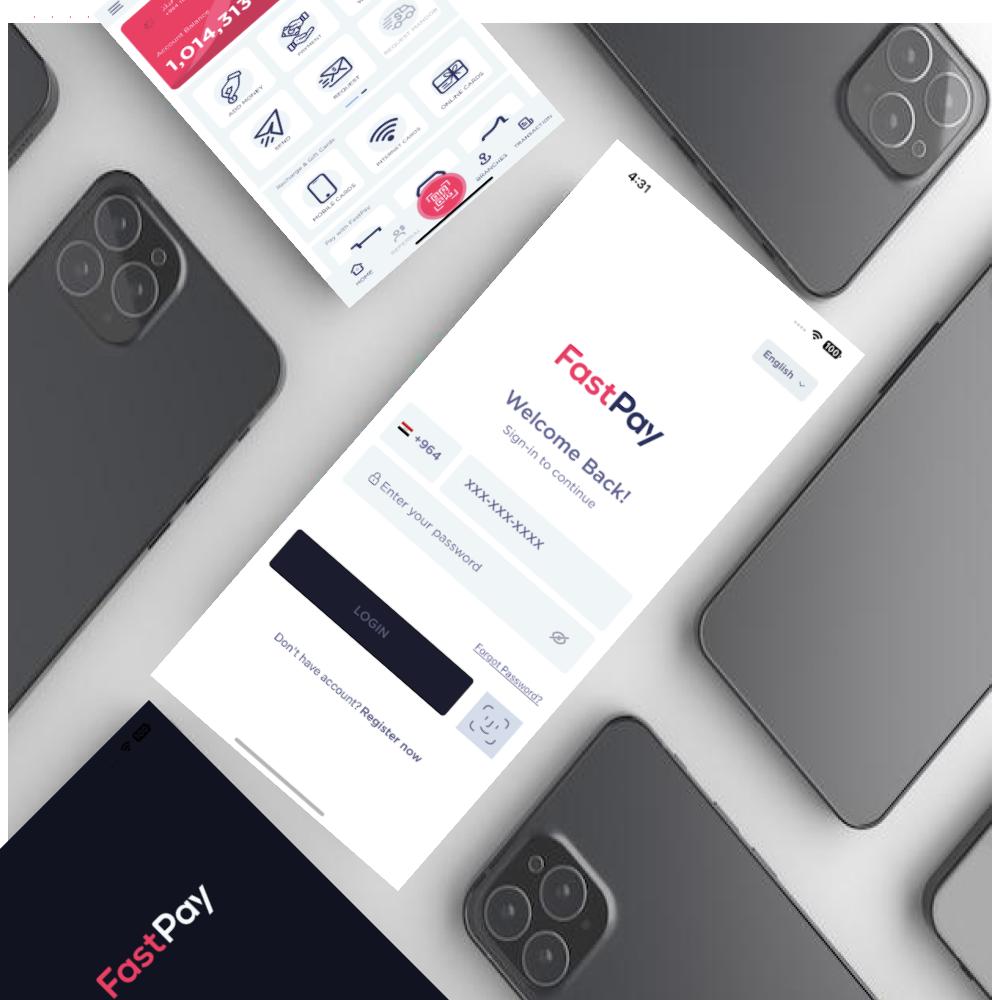 Account Balance
1,014,313
ADD MONEY
PAYMENT
SEND
REQUEST
REQUEST
Recharge & Gift Cards
MOBILE CARDS
INTERNET CARDS
ONLINE CARDS
Pay with FastPay
HOME
REFERRAL
BRANCHES
TRANSACTION
4:31
100
English
FastPay
Welcome Back!
Sign-in to continue
+964
XXX-XXX-XXXX
Enter your password
Forgot Password?
LOGIN
Don't have account? Register now
100
FastPay